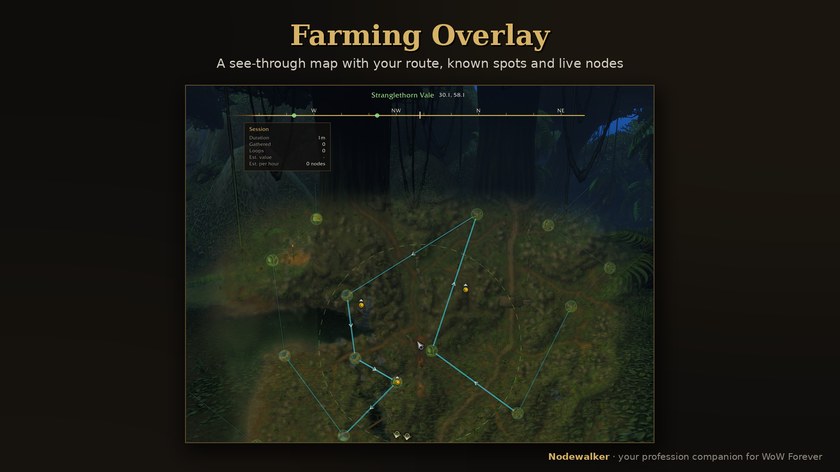 Farming Overlay
A see-through map with your route, known spots and live nodes
Stranglethorn Vale 30.1, 58.1
W NW N NE
Session
Duration 1m
Gathered 0
Loops 0
Est. value -
Est. per hour 0 nodes
Nodewalker · your profession companion for WoW Forever